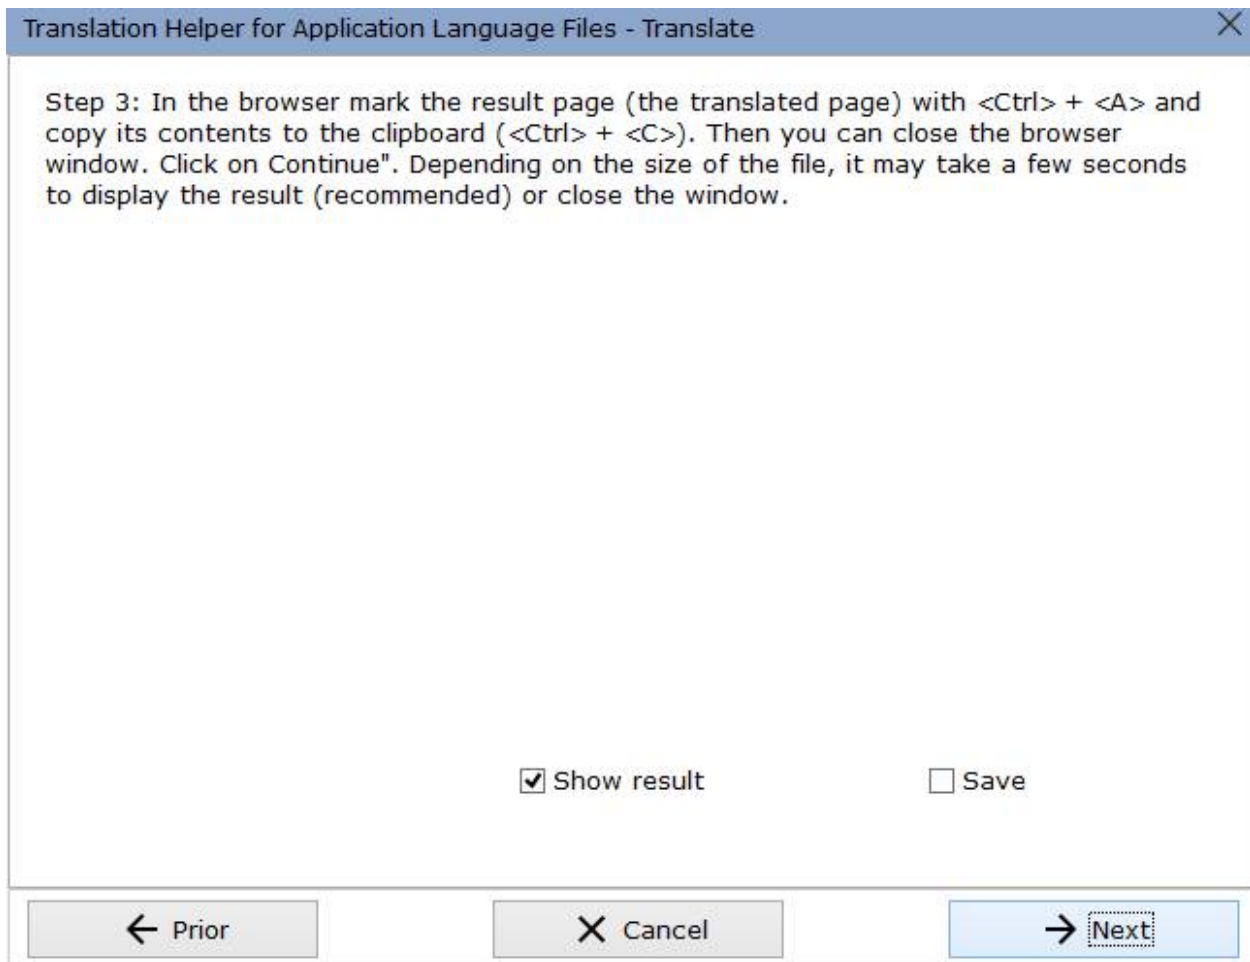 Translation Helper for Application Language Files - Translate
Step 3: In the browser mark the result page (the translated page) with <Ctrl> + <A> and
copy its contents to the clipboard (<Ctrl> + <C>). Then you can close the browser
window. Click on Continue". Depending on the size of the file, it may take a few seconds
to display the result (recommended) or close the window.
Show result
Save
Prior
Cancel
Next